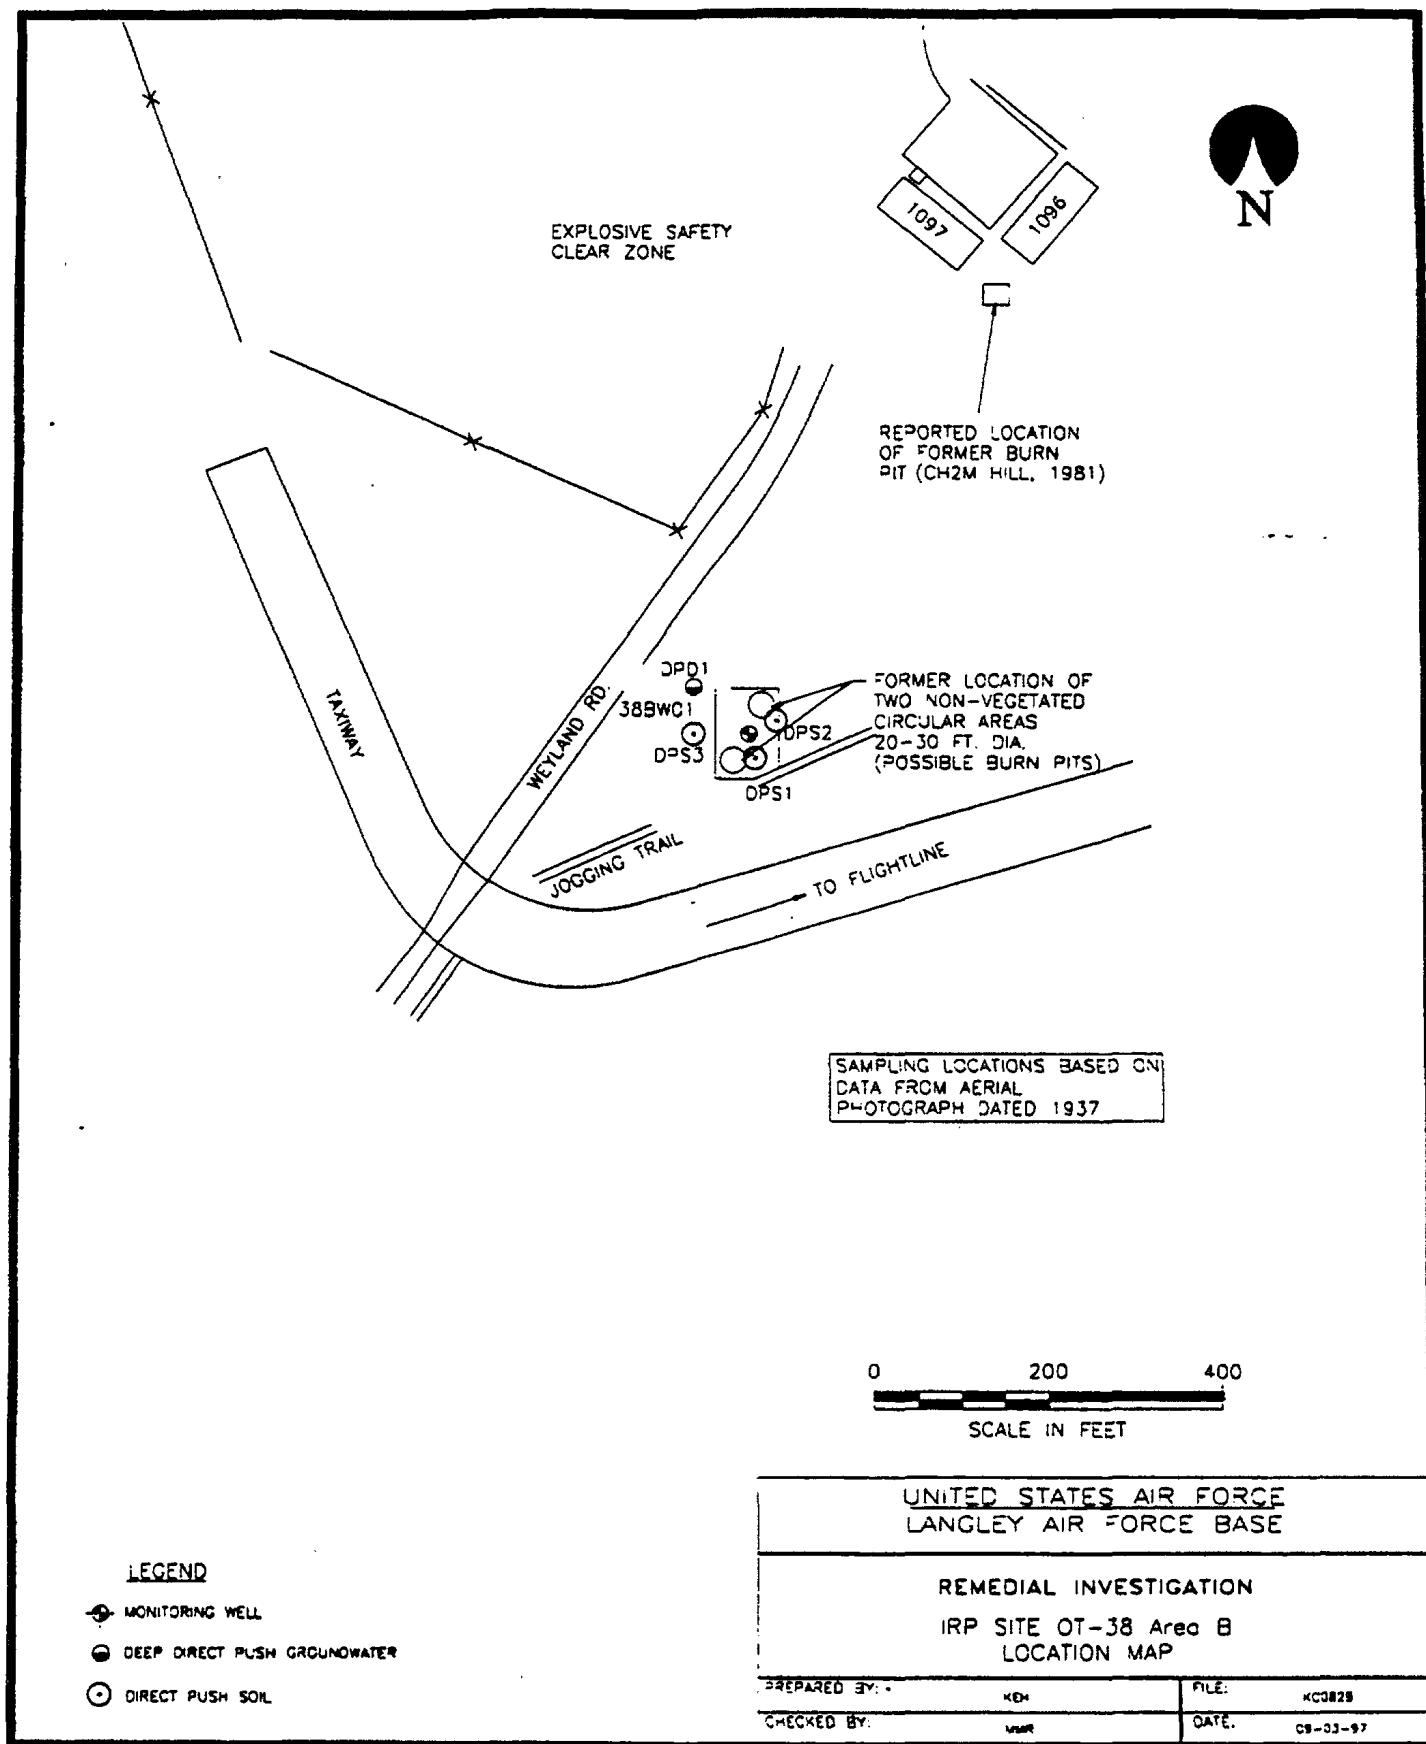 1097
1096
N
EXPLOSIVE SAFETY
CLEAR ZONE
REPORTED LOCATION
OF FORMER BURN
PIT (CH2M HILL, 1981)
TAXIWAY
WEYLAND RD.
DPD1
38BWC1
DPS3
DPS2
DPS1
FORMER LOCATION OF
TWO NON-VEGETATED
CIRCULAR AREAS
20-30 FT. DIA.
(POSSIBLE BURN PITS)
JOGGING TRAIL
TO FLIGHTLINE
SAMPLING LOCATIONS BASED ON
DATA FROM AERIAL
PHOTOGRAPH DATED 1937
0 200 400
SCALE IN FEET
UNITED STATES AIR FORCE
LANGLEY AIR FORCE BASE
REMEDIAL INVESTIGATION
IRP SITE OT-38 Area B
LOCATION MAP
PREPARED BY: KEH
FILE: KC0825
CHECKED BY:
DATE. 09-03-97
LEGEND
MONITORING WELL
DEEP DIRECT PUSH GROUNDWATER
DIRECT PUSH SOIL